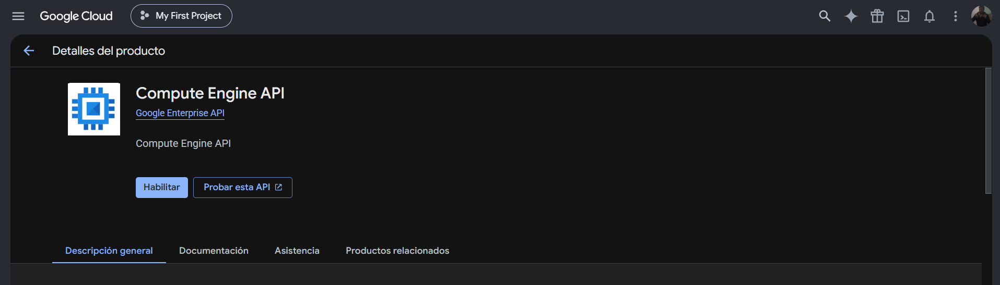 Google Cloud
My First Project
Detalles del producto
Compute Engine API
Google Enterprise API
Compute Engine API
Habilitar
Probar esta API
Descripción general
Documentación
Asistencia
Productos relacionados